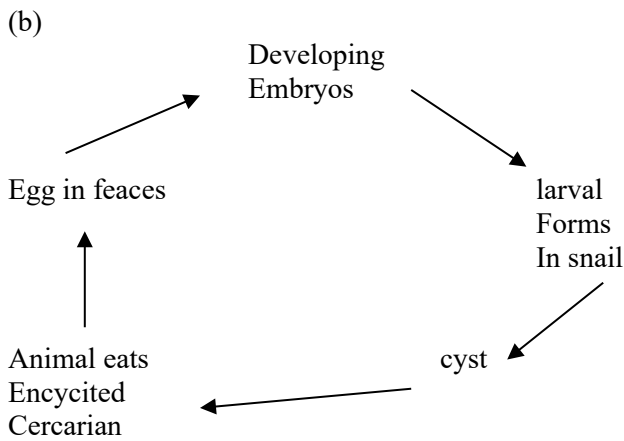 (b)
Developing
Embryos
Egg in feaces
larval
Forms
In snail
Animal eats
Encycited
Cercarian
cyst